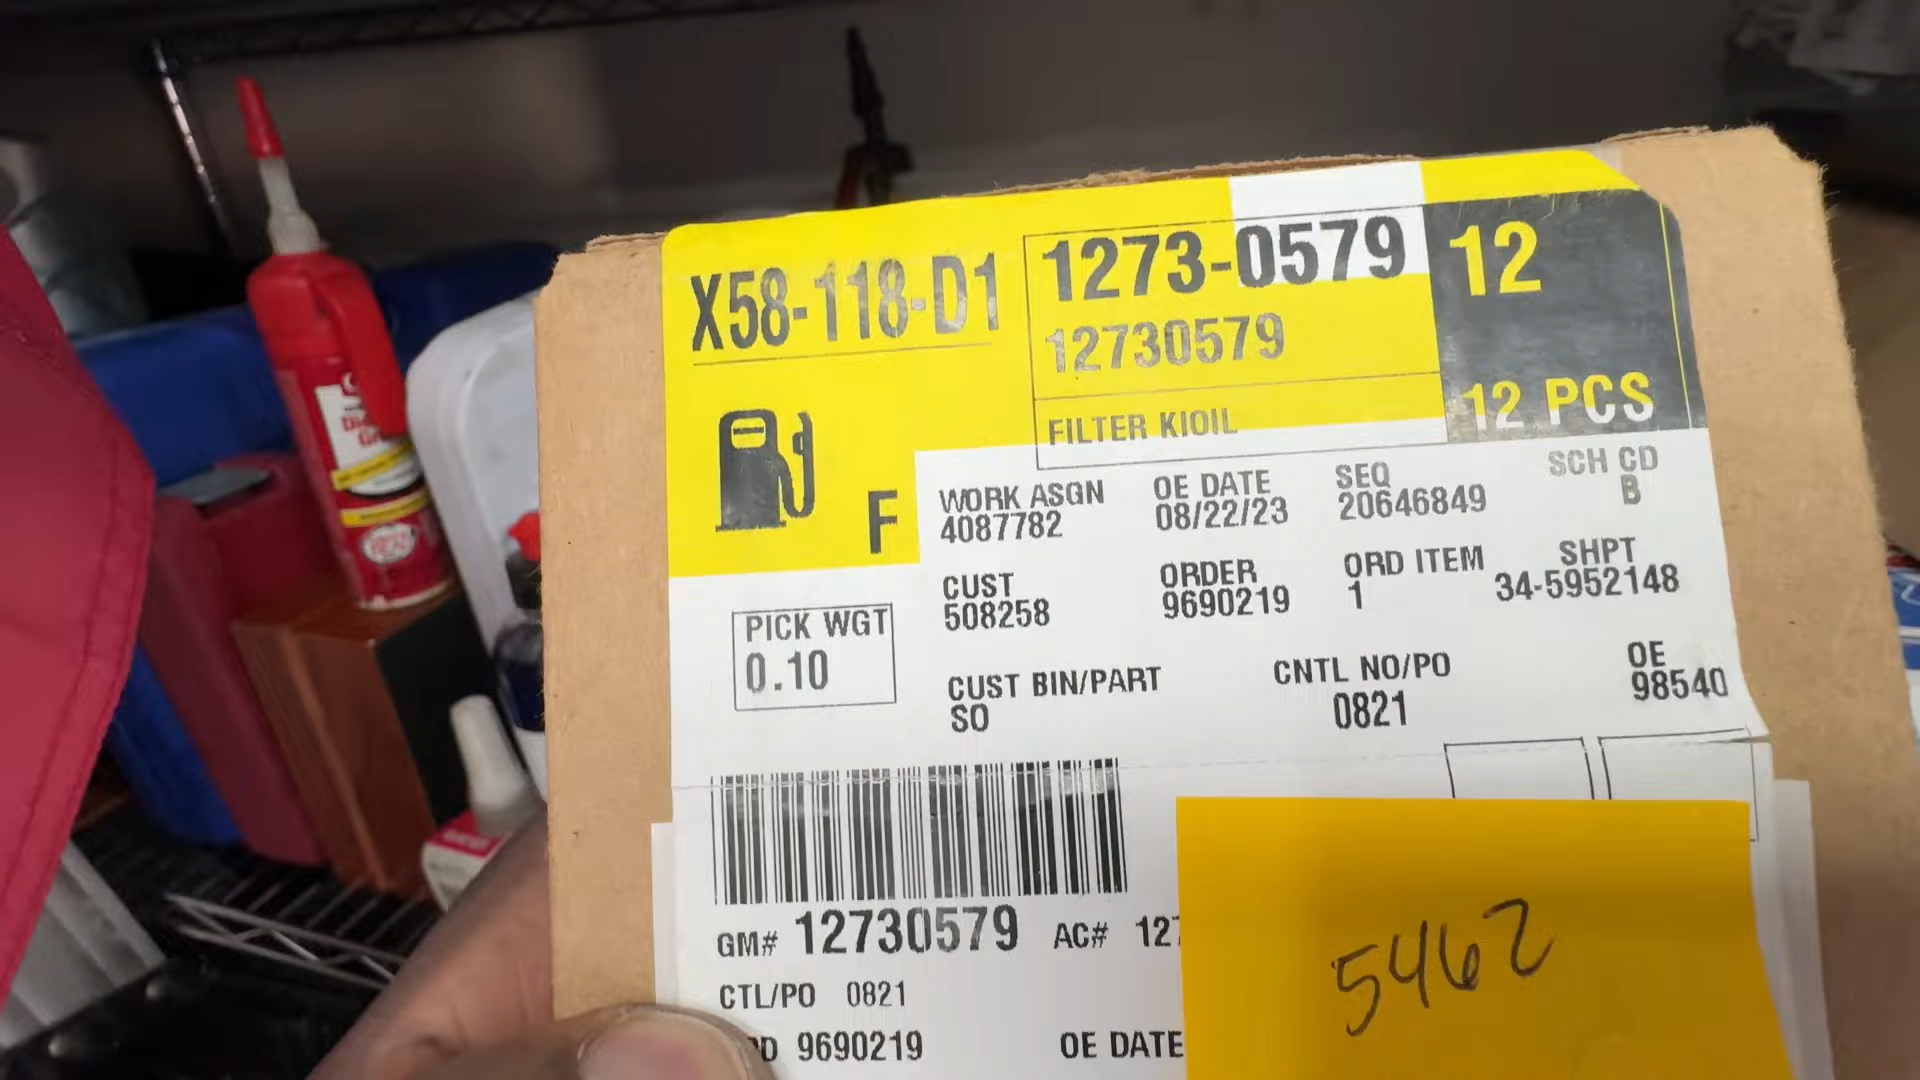 X58-118-D1
1273-0579
12
12730579
12 PCS
FILTER KIOIL
F
WORK ASGN
4087782
OE DATE
08/22/23
SEQ
20646849
SCH CD
B
CUST
508258
ORDER
9690219
ORD ITEM
1
SHPT
34-5952148
PICK WGT
0.10
CUST BIN/PART
SO
CNTL NO/PO
0821
OE
98540
GM# 12730579 AC# 127
CTL/PO 0821
9690219 OE DATE
5462